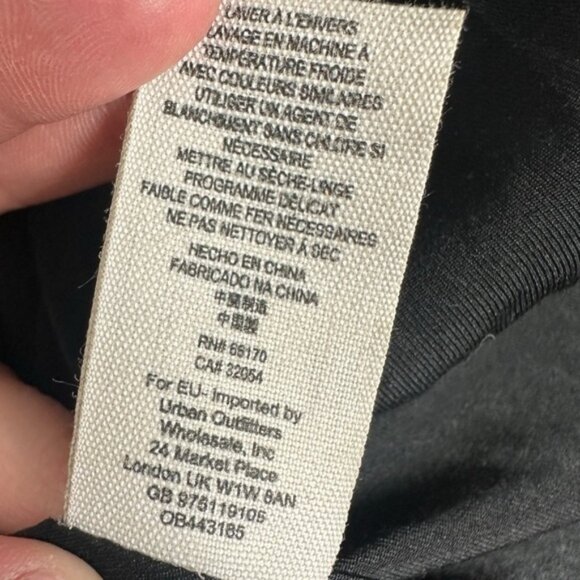 LAVER À L'ENVERS
LAVAGE EN MACHINE À
TEMPÉRATURE FROIDE
AVEC COULEURS SIMILAIRES
UTILISER UN AGENT DE
BLANCHIMENT SANS CHLORE SI
NÉCESSAIRE
METTRE AU SÈCHE-LINGE
PROGRAMME DÉLICAT
FAIBLE COMME FER NÉCESSAIRES
NE PAS NETTOYER À SEC
HECHO EN CHINA
FABRICADO NA CHINA
中國制造
中國製
RN# 66170
CA# 32054
For EU- Imported by
Urban Outfitters
Wholesale, Inc
24 Market Place
London UK W1W 8AN
GB 975119105
OB443185